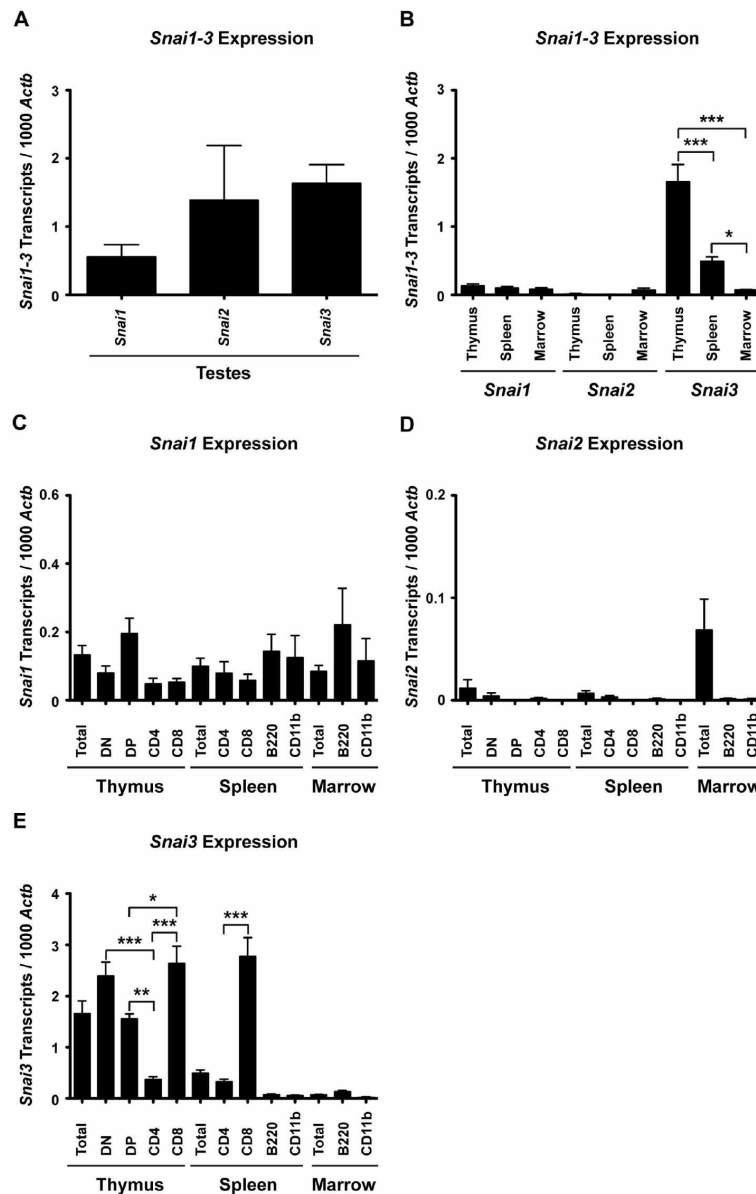 A
Snai1-3 Expression
Snai1-3 Transcripts / 1000 Actb
3
2
1
0
Snai1
Snai2
Snai3
Testes
B
Snai1-3 Expression
Snai1-3 Transcripts / 1000 Actb
3
2
1
0
***
***
*
Thymus
Spleen
Marrow
Thymus
Spleen
Marrow
Thymus
Spleen
Marrow
Snai1
Snai2
Snai3
C
Snai1 Expression
Snai1 Transcripts / 1000 Actb
0.6
0.4
0.2
0
Total
DN
DP
CD4
CD8
Total
CD4
CD8
B220
CD11b
Total
B220
CD11b
Thymus
Spleen
Marrow
D
Snai2 Expression
Snai2 Transcripts / 1000 Actb
0.2
0.1
0
Total
DN
DP
CD4
CD8
Total
CD4
CD8
B220
CD11b
Total
B220
CD11b
Thymus
Spleen
Marrow
E
Snai3 Expression
Snai3 Transcripts / 1000 Actb
4
3
2
1
0
*
***
***
**
***
Total
DN
DP
CD4
CD8
Total
CD4
CD8
B220
CD11b
Total
B220
CD11b
Thymus
Spleen
Marrow